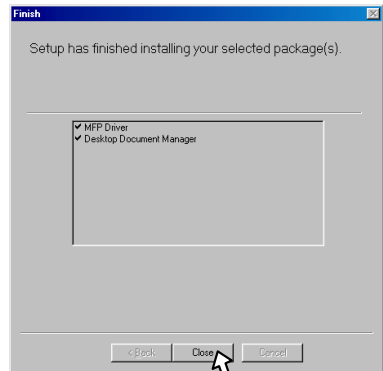 Finish
Setup has finished installing your selected package(s).
MFP Driver
Desktop Document Manager
< Back
Close
Cancel